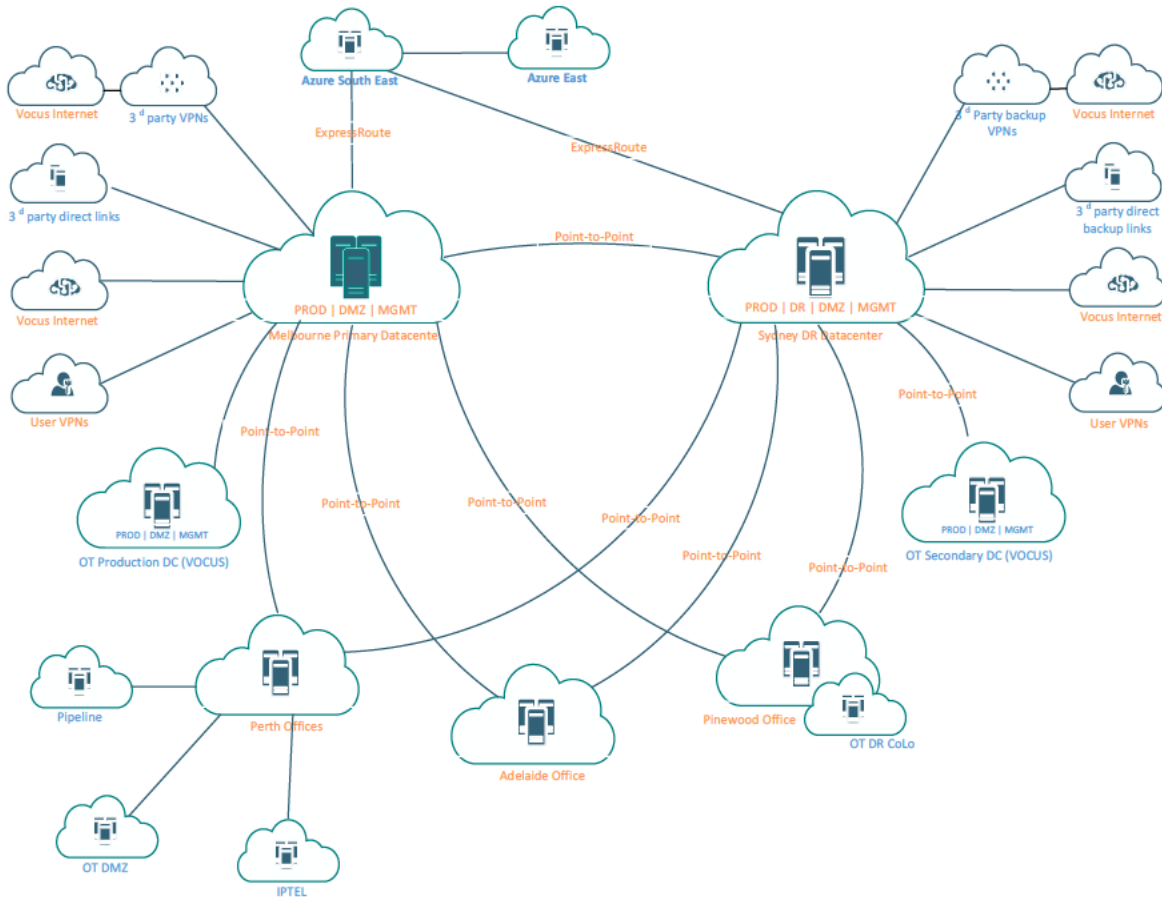 Azure South East
Azure East
Vocus Internet
3 d party VPNs
3 d Party backup
VPNs
Vocus Internet
ExpressRoute
ExpressRoute
3 d party direct links
3 d party direct
backup links
Point-to-Point
Vocus Internet
PROD | DMZ | MGMT
Melbourne Primary Datacenter
PROD | DR | DMZ | MGMT
Sydney DR Datacenter
Vocus Internet
User VPNs
User VPNs
Point-to-Point
Point-to-Point
Point-to-Point
Point-to-Point
Point-to-Point
Point-to-Point
Point-to-Point
PROD | DMZ | MGMT
OT Production DC (VOCUS)
PROD | DMZ | MGMT
OT Secondary DC (VOCUS)
Pipeline
Perth Offices
Adelaide Office
Pinewood Office
OT DR CoLo
OT DMZ
IPTEL